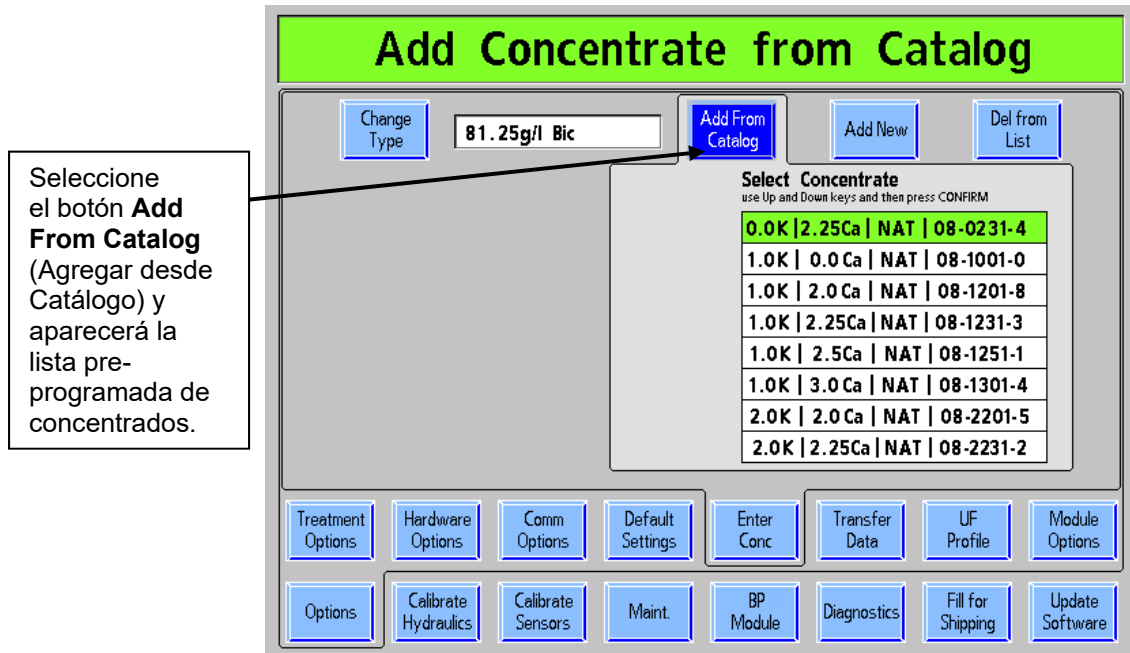 Add Concentrate from Catalog
Seleccione
el botón Add
From Catalog
(Agregar desde
Catálogo) y
aparecerá la
lista pre-
programada de
concentrados.
Change
Type
81.25g/l Bic
Add From
Catalog
Add New
Del from
List
Select Concentrate
use Up and Down keys and then press CONFIRM
0.0K | 2.25Ca | NAT | 08-0231-4
1.0K | 0.0 Ca | NAT | 08-1001-0
1.0K | 2.0 Ca | NAT | 08-1201-8
1.0K | 2.25Ca | NAT | 08-1231-3
1.0K | 2.5Ca | NAT | 08-1251-1
1.0K | 3.0 Ca | NAT | 08-1301-4
2.0K | 2.0 Ca | NAT | 08-2201-5
2.0K | 2.25Ca | NAT | 08-2231-2
Treatment
Options
Hardware
Options
Comm
Options
Default
Settings
Enter
Conc
Transfer
Data
UF
Profile
Module
Options
Options
Calibrate
Hydraulics
Calibrate
Sensors
Maint.
BP
Module
Diagnostics
Fill for
Shipping
Update
Software